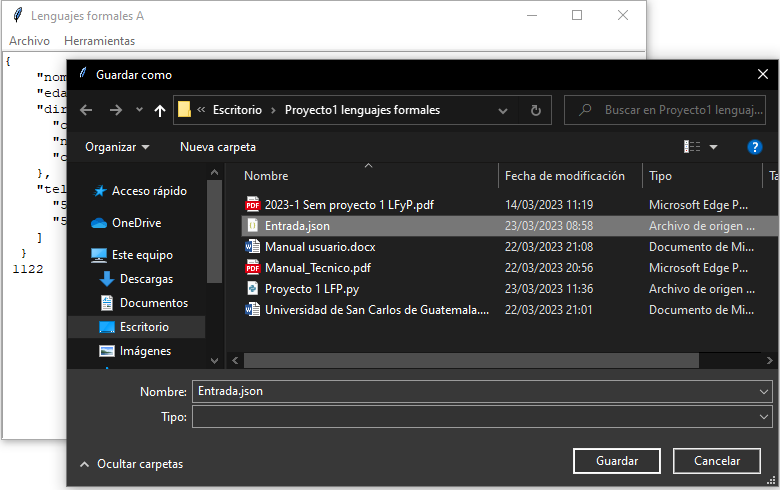 Lenguajes formales A
Archivo Herramientas
{
"nom
"eda
"dir
"c
"n
"c
},
"tel
"5
"5
]
}
1122
Guardar como
« Escritorio > Proyecto1 lenguajes formales
Buscar en Proyecto1 lenguaj...
Organizar Nueva carpeta
Acceso rápido
OneDrive
Este equipo
Descargas
Documentos
Escritorio
Imágenes
Nombre Fecha de modificación Tipo Ta
2023-1 Sem proyecto 1 LFyP.pdf 14/03/2023 11:19 Microsoft Edge P...
Entrada.json 23/03/2023 08:58 Archivo de origen
Manual usuario.docx 22/03/2023 21:08 Documento de Mi...
Manual_Tecnico.pdf 22/03/2023 20:56 Microsoft Edge P...
Proyecto 1 LFP.py 23/03/2023 11:36 Archivo de origen
Universidad de San Carlos de Guatemala.... 22/03/2023 21:01 Documento de Mi...
Nombre: Entrada.json
Tipo:
Ocultar carpetas
Guardar Cancelar